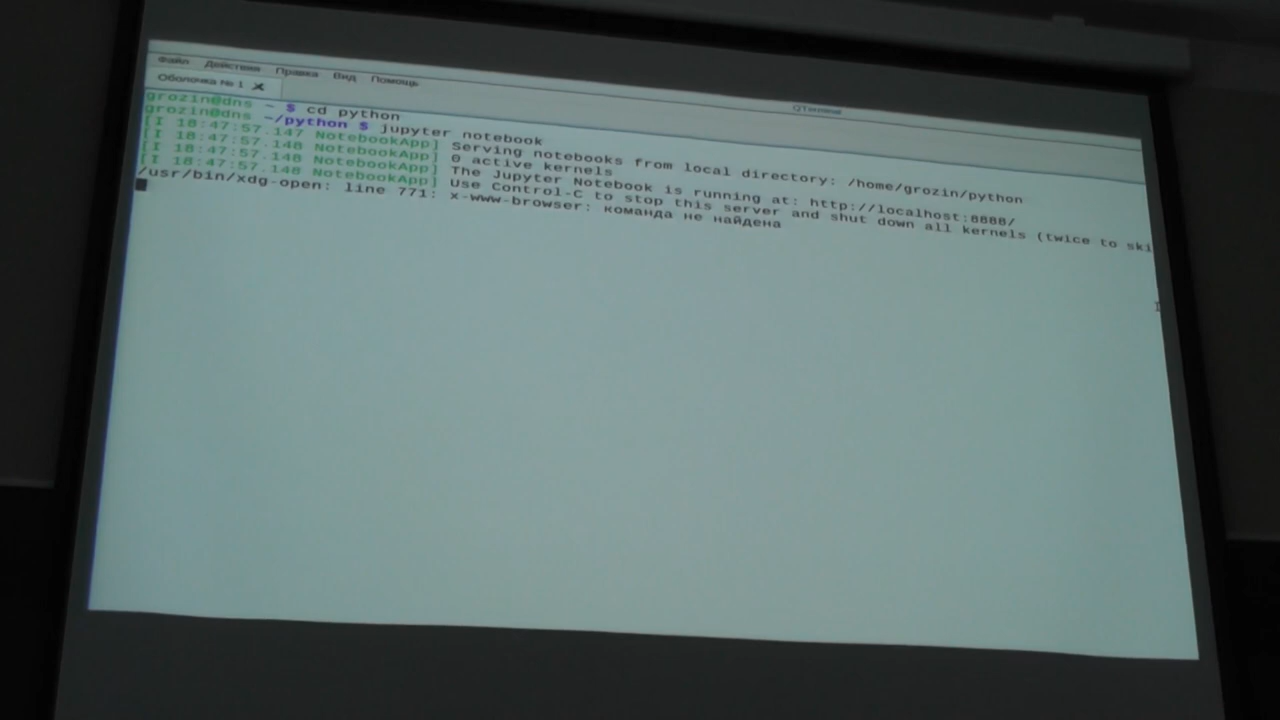 Файл Действия Правка Вид Помощь
QTerminal
Оболочка № 1
grozin@dns ~ $ cd python
grozin@dns ~/python $ jupyter notebook
[I 18:47:57.147 NotebookApp] Serving notebooks from local directory: /home/grozin/python
[I 18:47:57.148 NotebookApp] 0 active kernels
[I 18:47:57.148 NotebookApp] The Jupyter Notebook is running at: http://localhost:8888/
[I 18:47:57.148 NotebookApp] Use Control-C to stop this server and shut down all kernels (twice to ski
/usr/bin/xdg-open: line 771: x-www-browser: команда не найдена